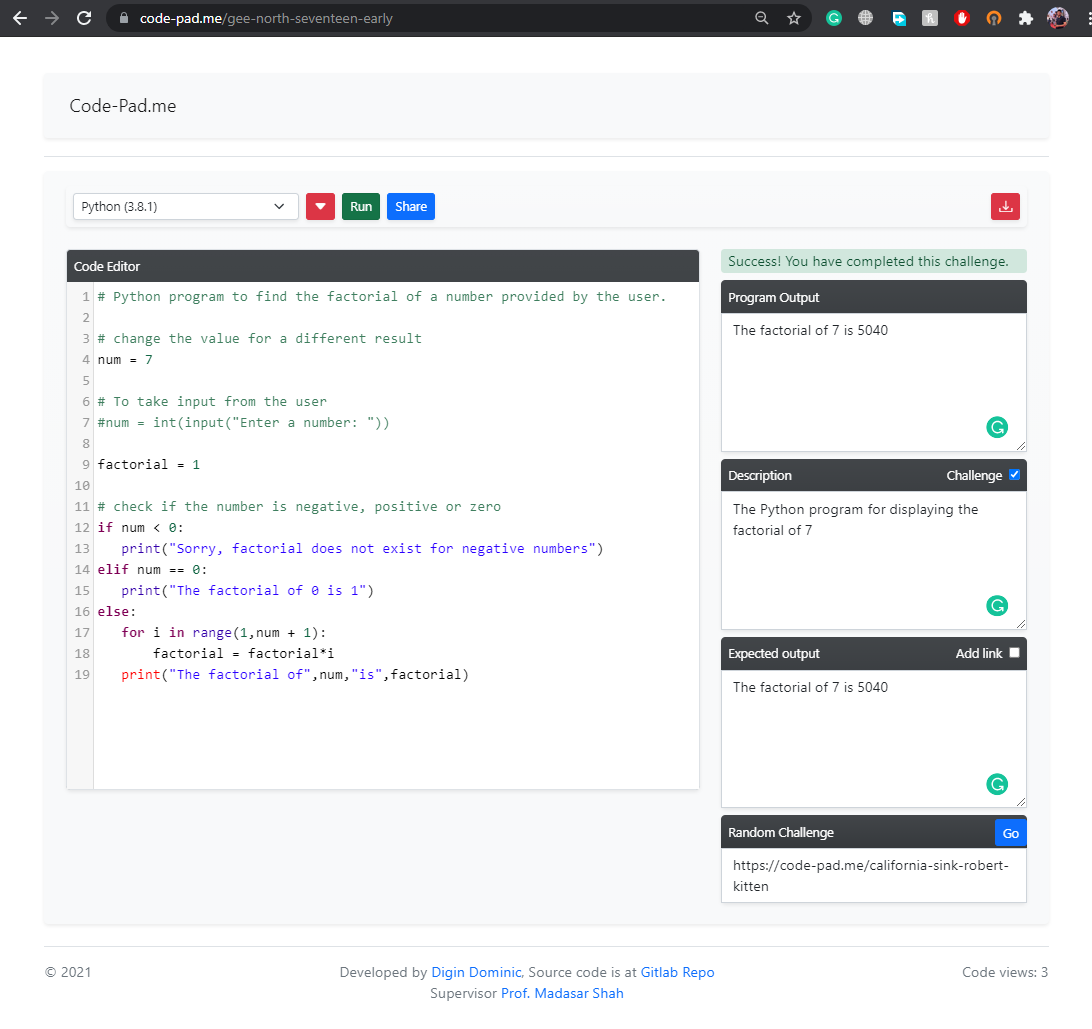 code-pad.me/gee-north-seventeen-early
Code-Pad.me
Python (3.8.1)
Run
Share
Code Editor
1 # Python program to find the factorial of a number provided by the user.
2
3 # change the value for a different result
4 num = 7
5
6 # To take input from the user
7 #num = int(input("Enter a number: "))
8
9 factorial = 1
10
11 # check if the number is negative, positive or zero
12 if num < 0:
13    print("Sorry, factorial does not exist for negative numbers")
14 elif num == 0:
15    print("The factorial of 0 is 1")
16 else:
17    for i in range(1,num + 1):
18        factorial = factorial*i
19    print("The factorial of",num,"is",factorial)
Success! You have completed this challenge.
Program Output
The factorial of 7 is 5040
Description
Challenge
The Python program for displaying the
factorial of 7
Expected output
Add link
The factorial of 7 is 5040
Random Challenge
Go
https://code-pad.me/california-sink-robert-
kitten
© 2021
Developed by Digin Dominic, Source code is at Gitlab Repo
Supervisor Prof. Madasar Shah
Code views: 3